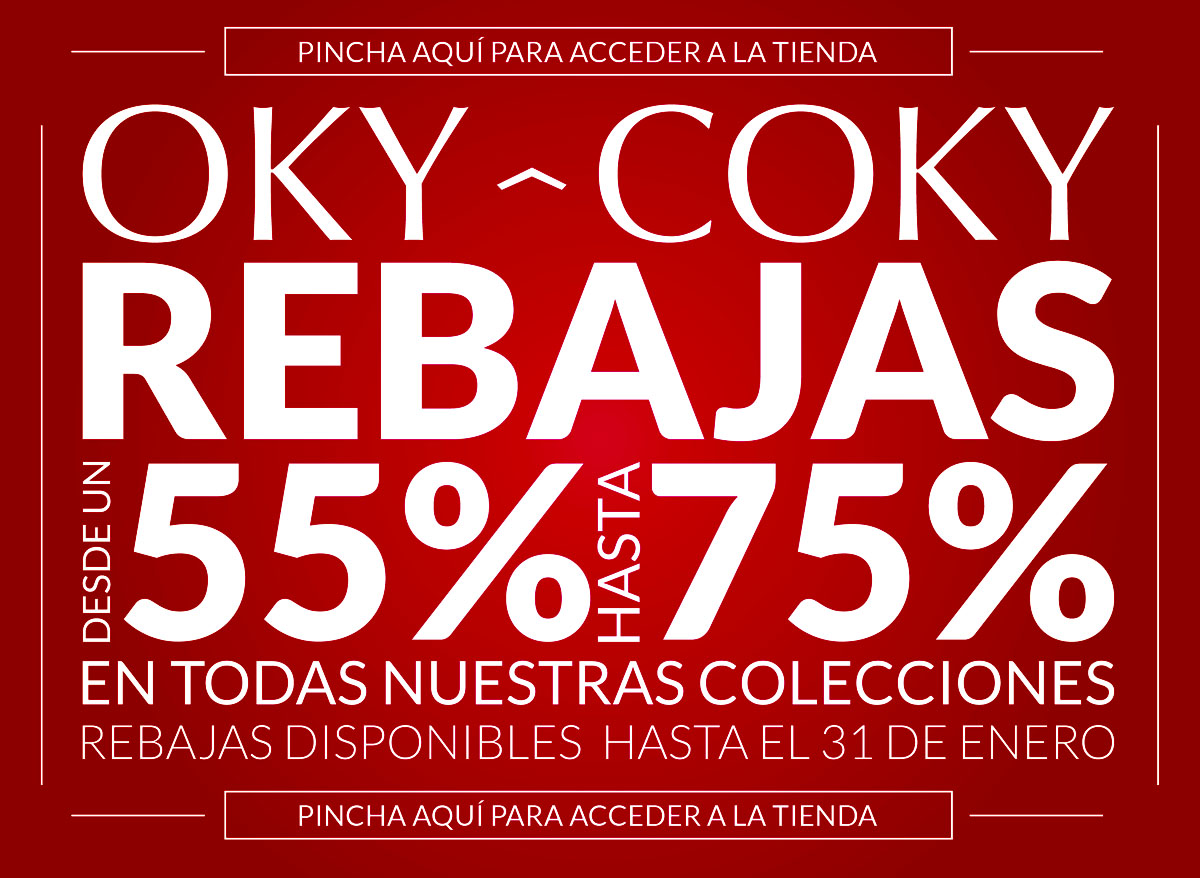 PINCHA AQUÍ PARA ACCEDER A LA TIENDA
OKY ^ COKY
REBAJAS
DESDE UN 55% HASTA 75%
EN TODAS NUESTRAS COLECCIONES
REBAJAS DISPONIBLES HASTA EL 31 DE ENERO
PINCHA AQUÍ PARA ACCEDER A LA TIENDA